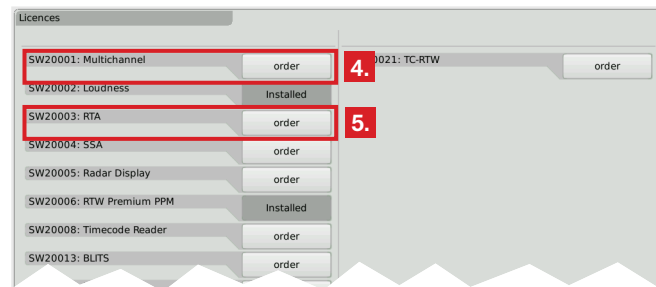 Licences
SW20001: Multichannel order
4.
0021: TC-RTW order
SW20002: Loudness Installed
SW20003: RTA order
5.
SW20004: SSA order
SW20005: Radar Display order
SW20006: RTW Premium PPM Installed
SW20008: Timecode Reader order
SW20013: BLITS order